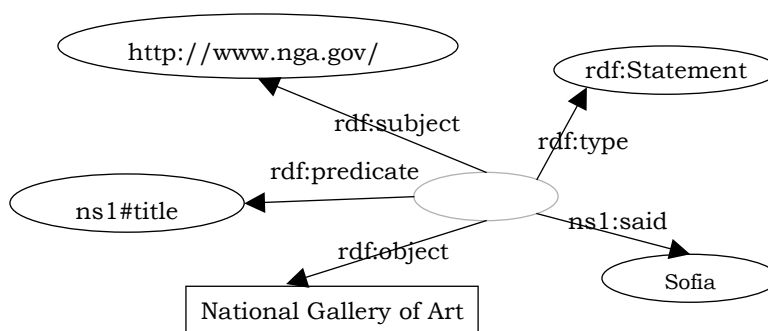 http://www.nga.gov/
rdf:Statement
rdf:subject
rdf:type
rdf:predicate
ns1#title
ns1:said
rdf:object
Sofia
National Gallery of Art